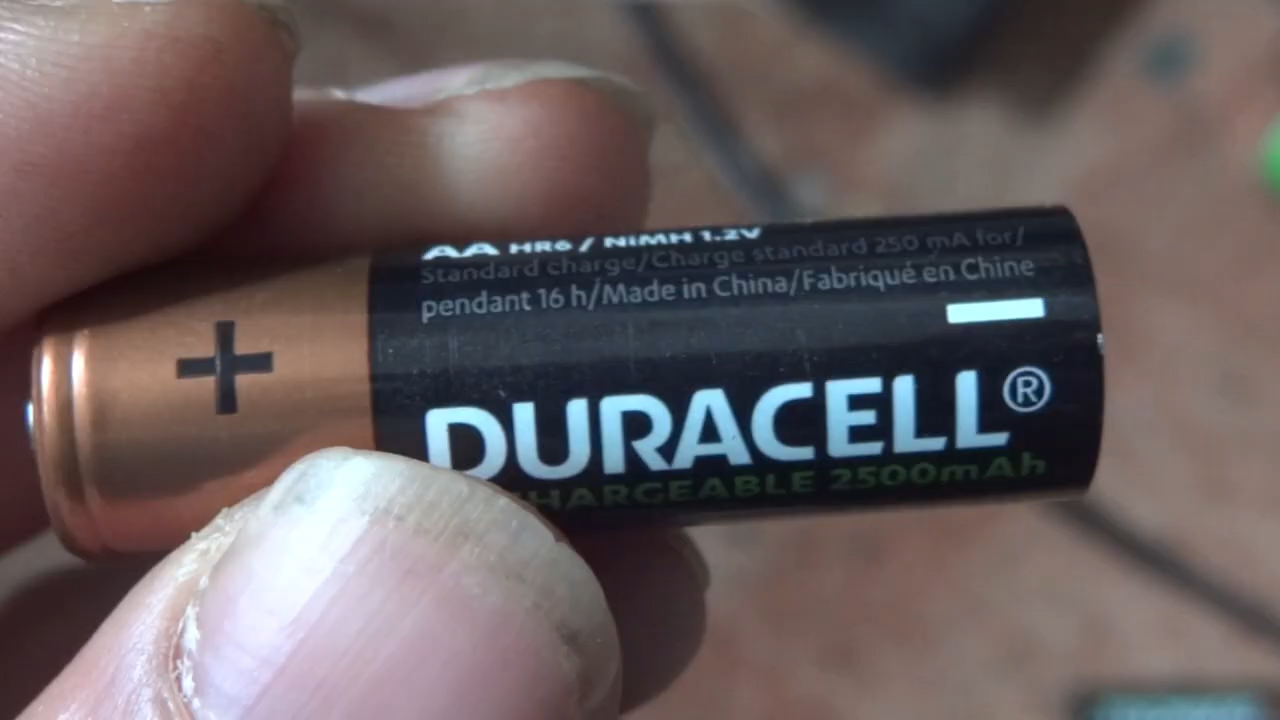 AA HR6 / NiMH 1.2V
Standard charge/Charge standard 250 mA for/
pendant 16 h/Made in China/Fabriqué en Chine
DURACELL®
HARGEABLE 2500mAh